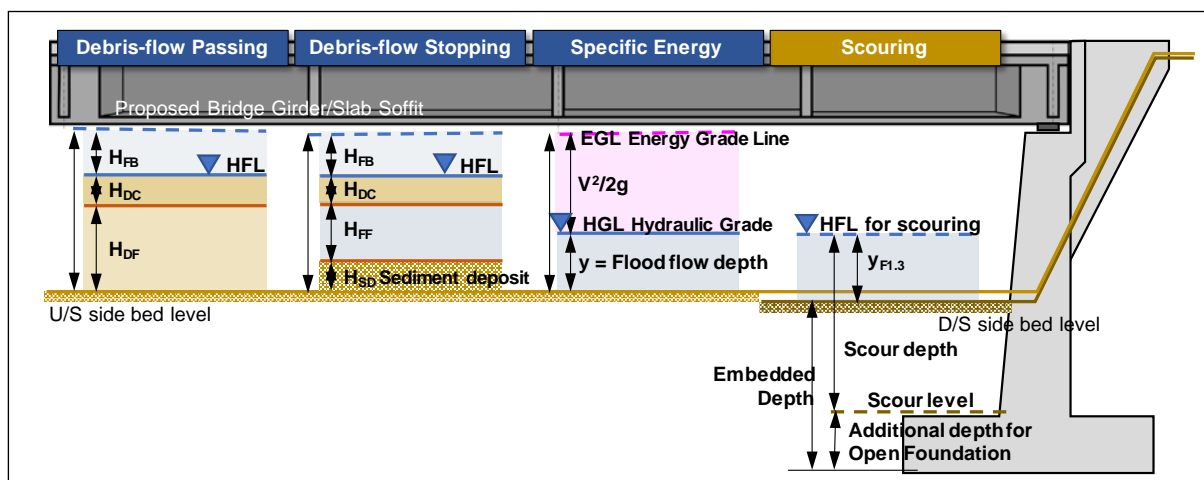 Debris-flow Passing
Debris-flow Stopping
Specific Energy
Scouring
Proposed Bridge Girder/Slab Soffit
HFB
HFL
HDC
HDF
HFB
HFL
HDC
HFF
HSD Sediment deposit
EGL Energy Grade Line
V2/2g
HGL Hydraulic Grade
y = Flood flow depth
HFL for scouring
yF1.3
U/S side bed level
D/S side bed level
Scour depth
Embedded
Depth
Scour level
Additional depth for
Open Foundation